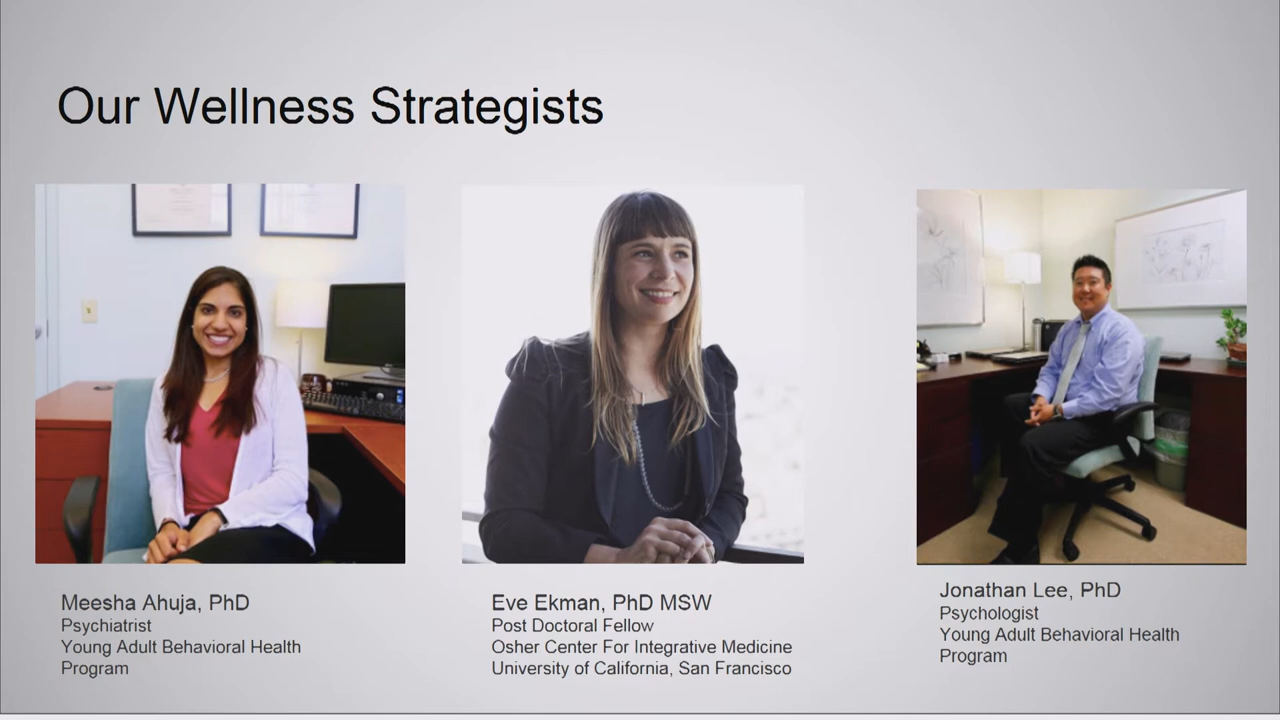 Our Wellness Strategists
Meesha Ahuja, PhD
Psychiatrist
Young Adult Behavioral Health
Program
Eve Ekman, PhD MSW
Post Doctoral Fellow
Osher Center For Integrative Medicine
University of California, San Francisco
Jonathan Lee, PhD
Psychologist
Young Adult Behavioral Health
Program